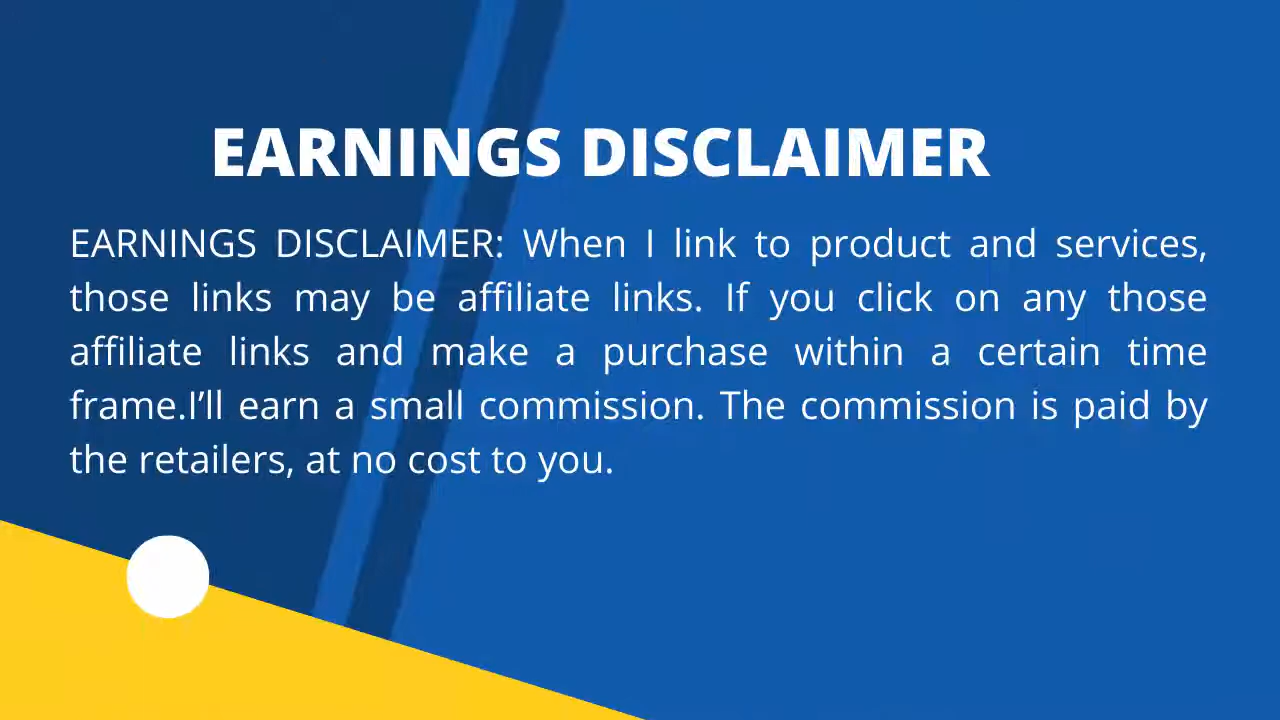 EARNINGS DISCLAIMER
EARNINGS DISCLAIMER: When I link to product and services,
those links may be affiliate links. If you click on any those
affiliate links and make a purchase within a certain time
frame.I’ll earn a small commission. The commission is paid by
the retailers, at no cost to you.